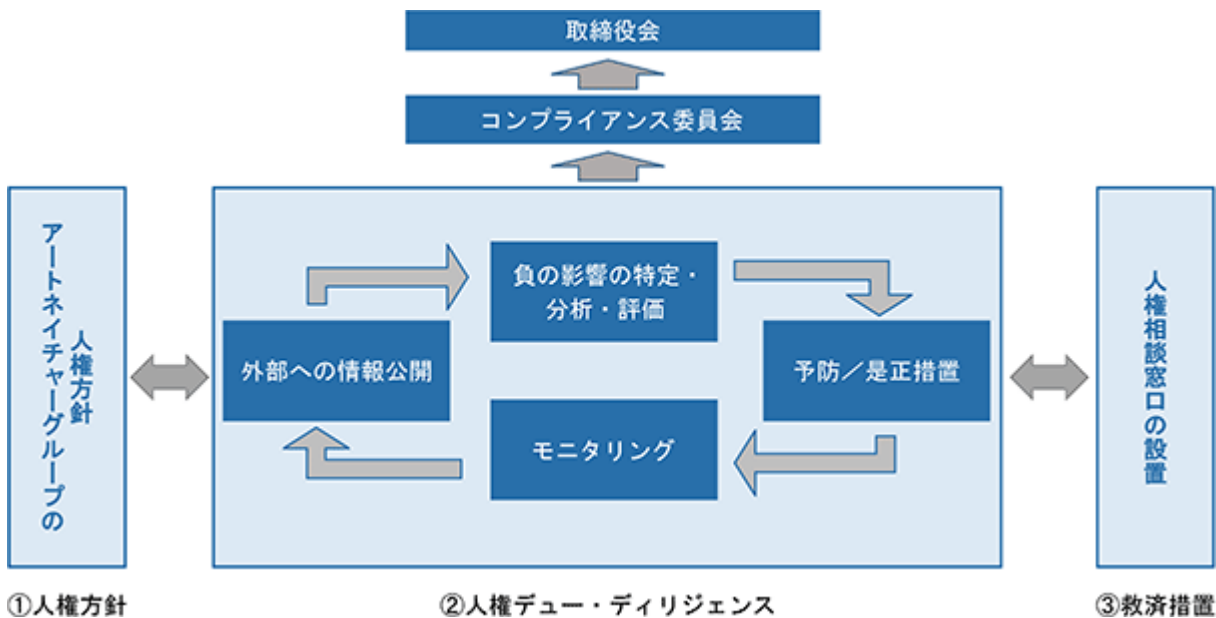 取締役会
コンプライアンス委員会
アートネイチャーグループの
人権方針
負の影響の特定・
分析・評価
外部への情報公開
予防／是正措置
モニタリング
人権相談窓口の設置
①人権方針
②人権デュー・ディリジェンス
③救済措置